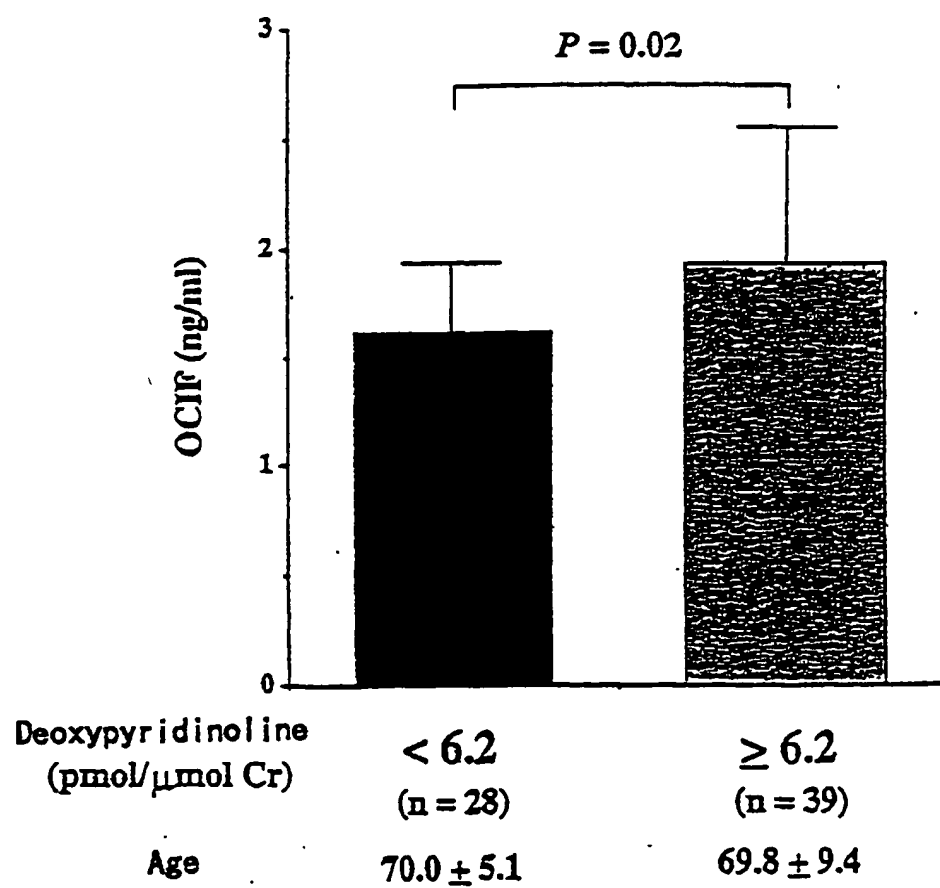 3
P = 0.02
2
OCIF (ng/ml)
1
0
Deoxypyridinoline < 6.2 ≥ 6.2
(pmol/μmol Cr) (n = 28) (n = 39)
Age 70.0 ± 5.1 69.8 ± 9.4